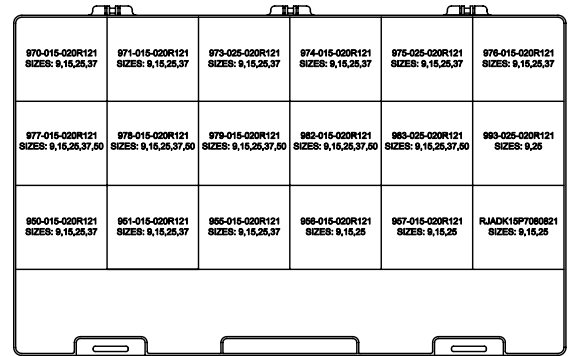 970-015-020R121
SIZES: 9,15,25,37
971-015-020R121
SIZES: 9,15,25,37
973-025-020R121
SIZES: 9,15,25,37
974-015-020R121
SIZES: 9,15,25,37
975-025-020R121
SIZES: 9,15,25,37
976-015-020R121
SIZES: 9,15,25,37
977-015-020R121
SIZES: 9,15,25,37,50
978-015-020R121
SIZES: 9,15,25,37,50
979-015-020R121
SIZES: 9,15,25,37,50
982-015-020R121
SIZES: 9,15,25,37,50
983-025-020R121
SIZES: 9,15,25,37,50
993-025-020R121
SIZES: 9,25
950-015-020R121
SIZES: 9,15,25,37
951-015-020R121
SIZES: 9,15,25,37
955-015-020R121
SIZES: 9,15,25,37
956-015-020R121
SIZES: 9,15,25
957-015-020R121
SIZES: 9,15,25
RJADK15P7080821
SIZES: 9,15,25